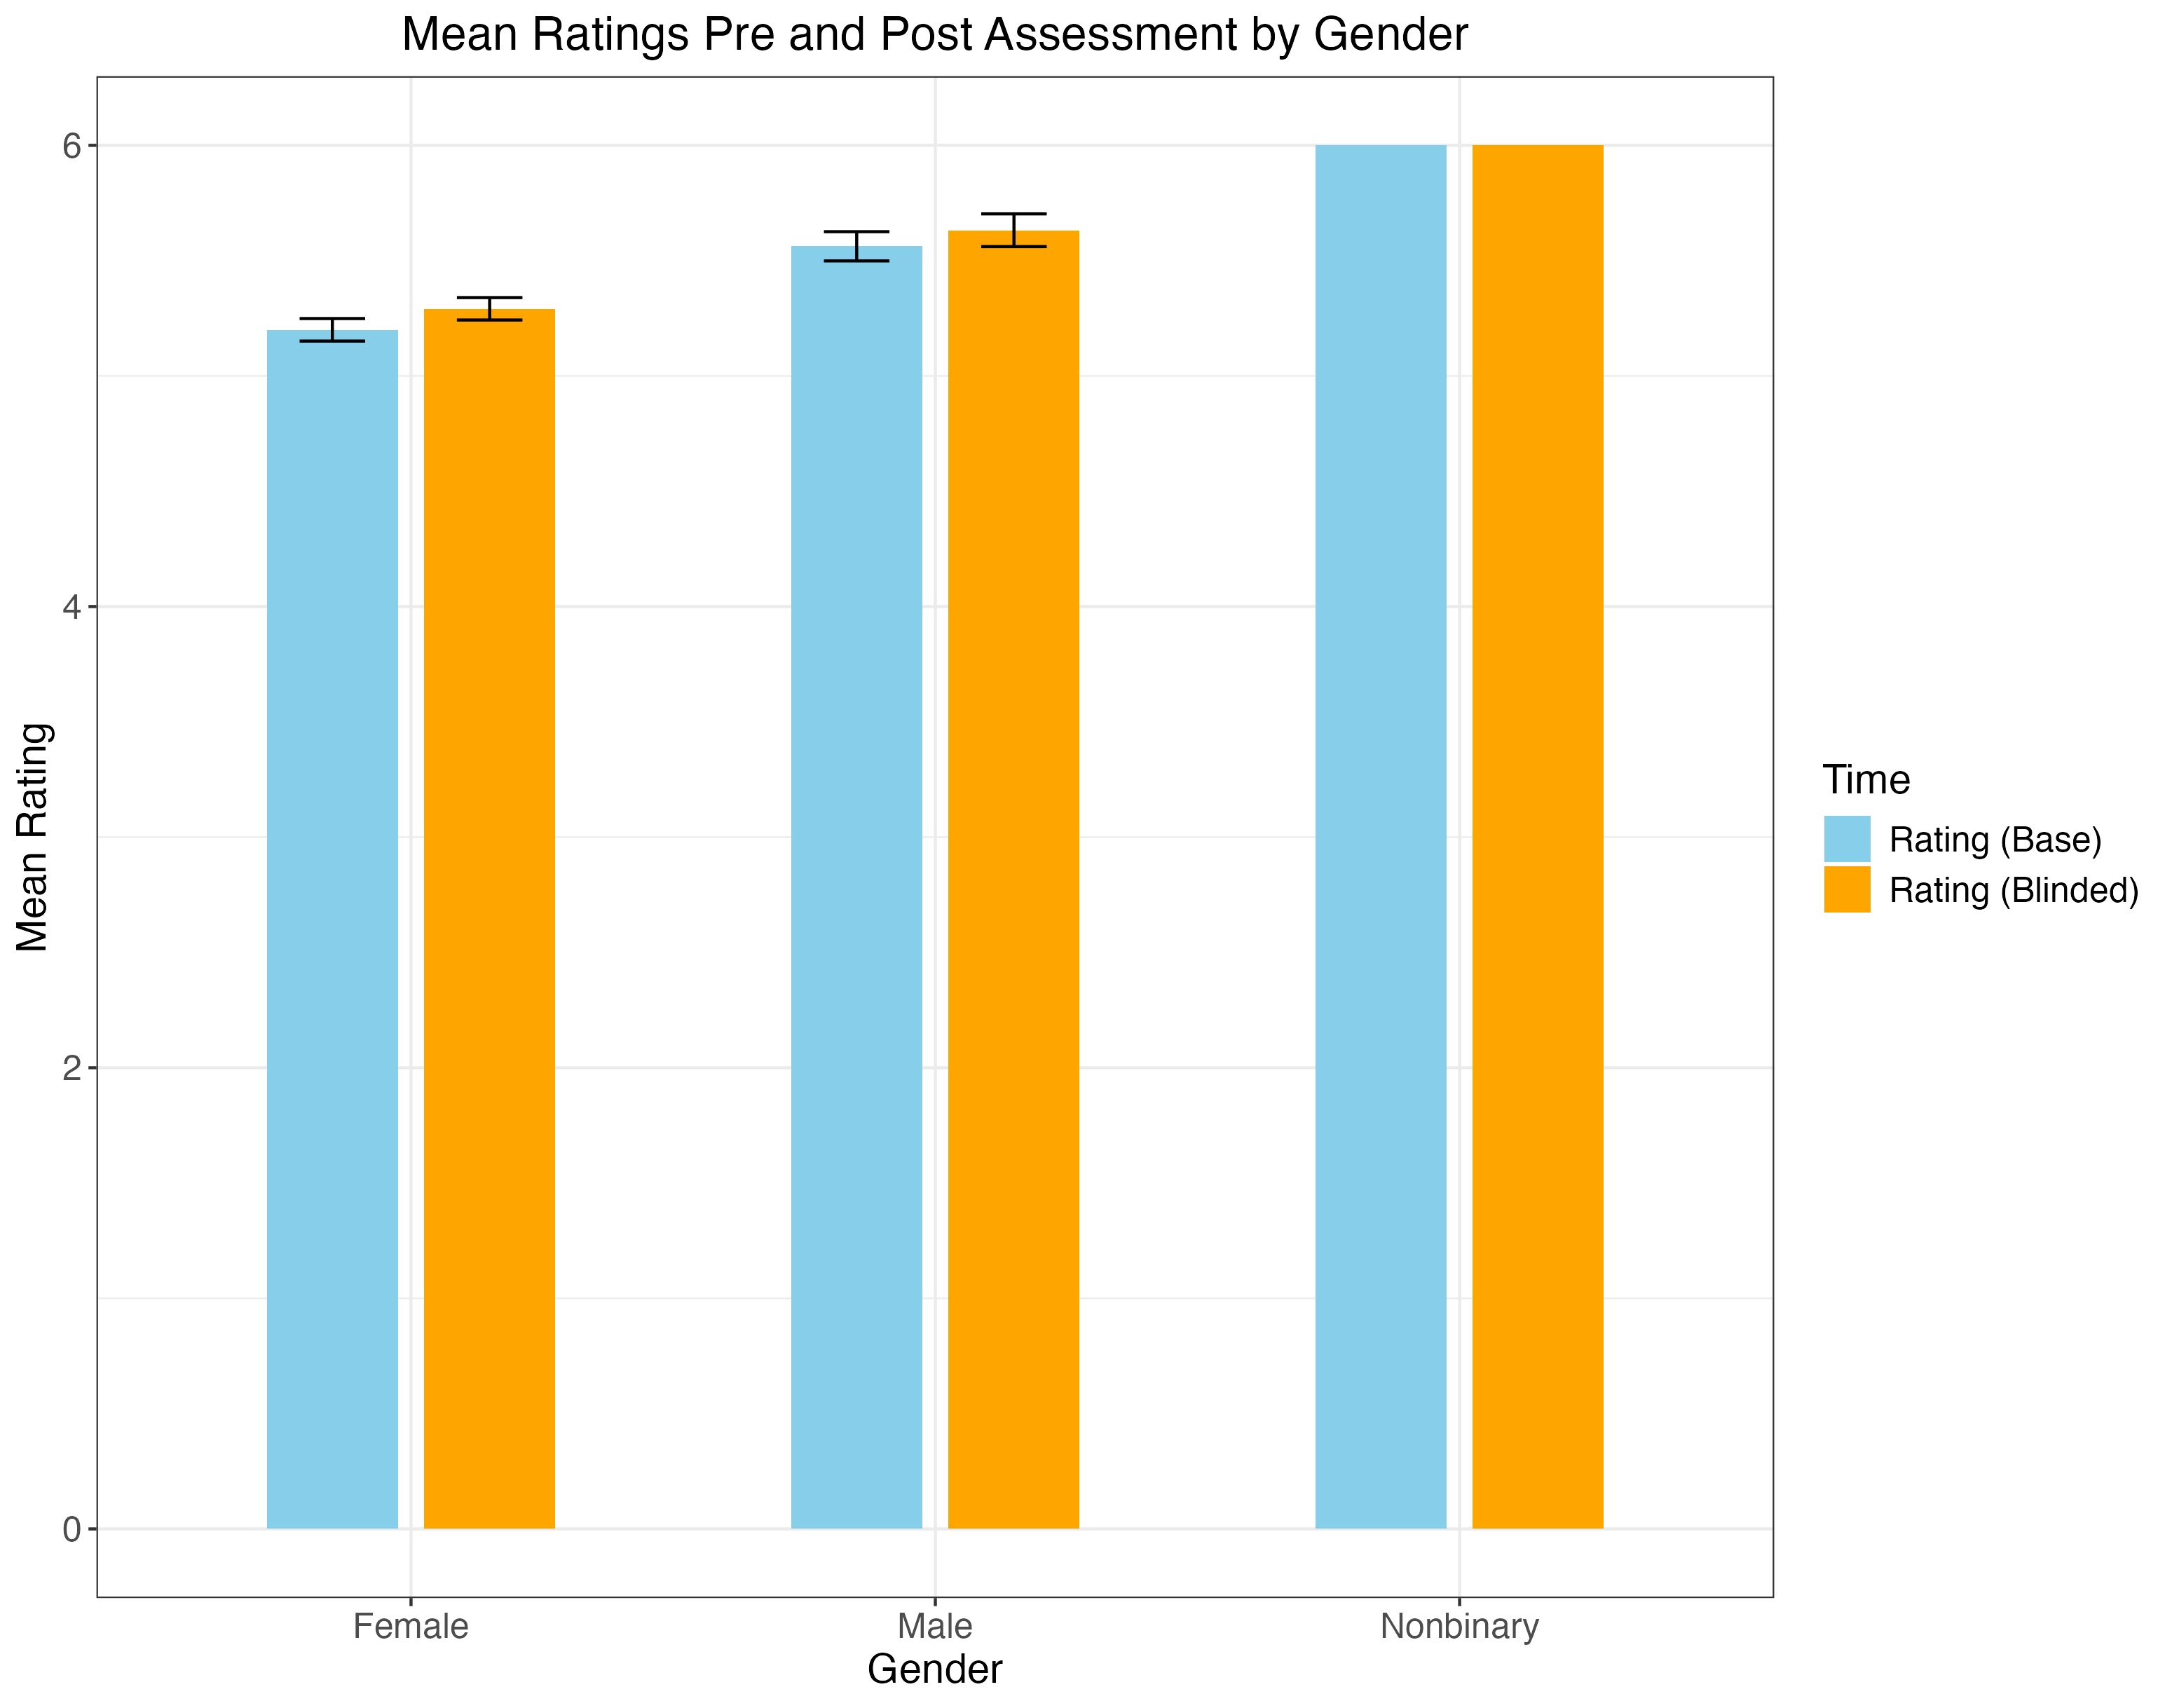 Mean Ratings Pre and Post Assessment by Gender
Mean Rating
6
4
2
0
Female
Male
Nonbinary
Gender
Time
Rating (Base)
Rating (Blinded)